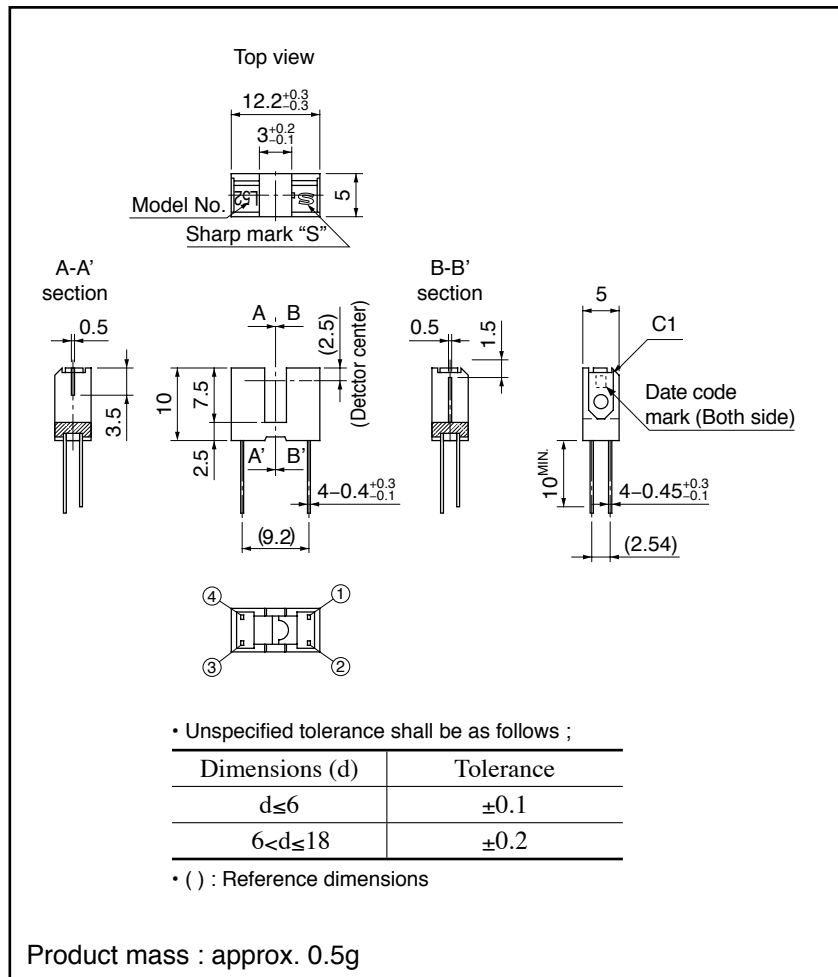 Top view
12.2+0.3−0.3
3+0.2−0.1
5
L52
Model No.
S
Sharp mark “S”
A-A’
section
0.5
3.5
A B
(2.5)
(Detctor center)
10
7.5
2.5
A’ B’
4−0.4+0.3−0.1
(9.2)
B-B’
section
0.5
1.5
5
C1
Date code
mark (Both side)
10MIN.
4−0.45+0.3−0.1
(2.54)
④ ①
③ ②
• Unspecified tolerance shall be as follows ;
Dimensions (d) Tolerance
d≤6 ±0.1
6<d≤18 ±0.2
• ( ) : Reference dimensions
Product mass : approx. 0.5g